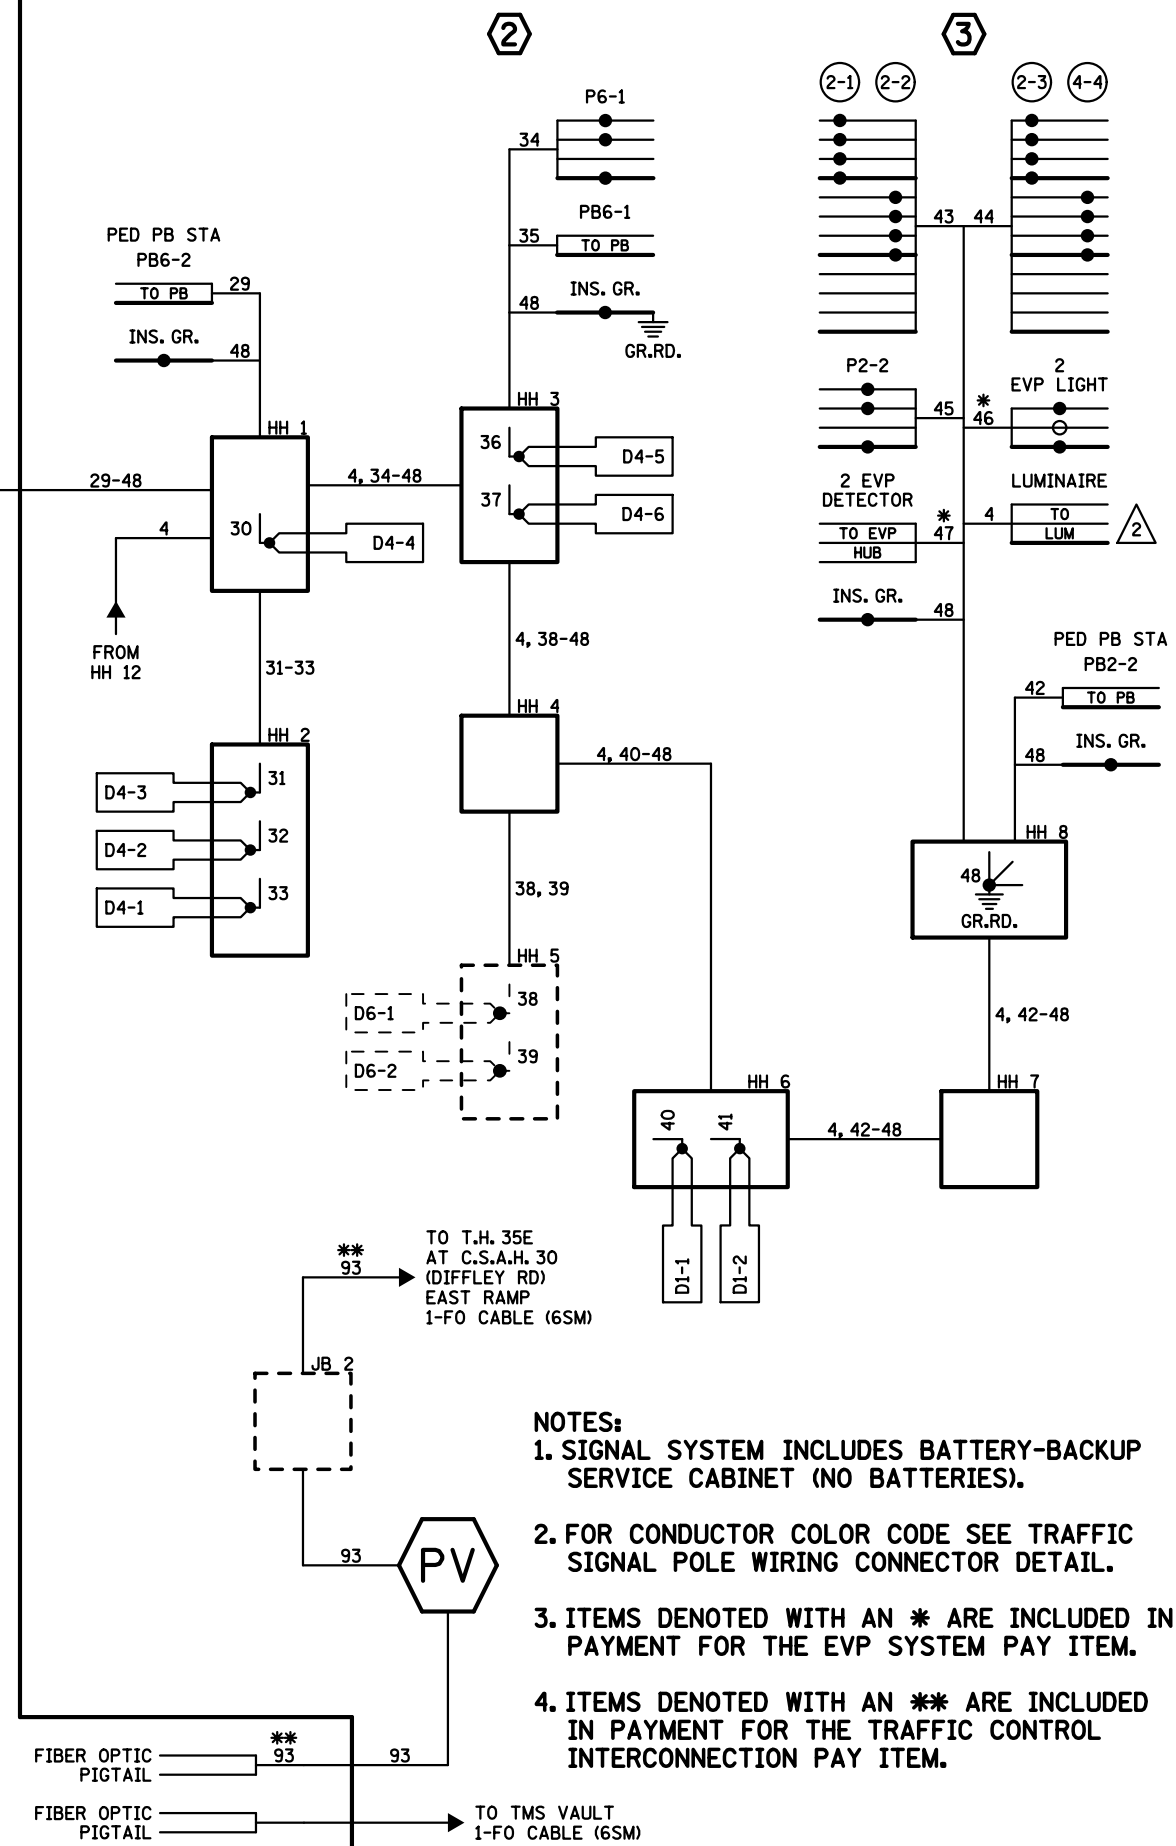 2
3
2-1 2-2 2-3 4-4
P6-1
34
PB6-1
35 TO PB
INS. GR.
48
GR.RD.
PED PB STA
PB6-2
TO PB 29
INS. GR.
48
HH 1
29-48
4
30 D4-4
FROM
HH 12
4, 34-48
31-33
HH 2
D4-3 31
D4-2 32
D4-1 33
HH 3
36 D4-5
37 D4-6
4, 38-48
HH 4
4, 40-48
38, 39
HH 5
D6-1 38
D6-2 39
43 44
P2-2
45
2
EVP LIGHT
*
46
2 EVP
DETECTOR
TO EVP
HUB
*
47
LUMINAIRE
4 TO
LUM
2
INS. GR.
48
PED PB STA
PB2-2
42 TO PB
INS. GR.
48
HH 8
48
GR.RD.
4, 42-48
HH 6
40 41
D1-1 D1-2
4, 42-48
HH 7
**
93
TO T.H. 35E
AT C.S.A.H. 30
(DIFFLEY RD)
EAST RAMP
1-FO CABLE (6SM)
JB 2
93
PV
FIBER OPTIC
PIGTAIL
**
93 93
FIBER OPTIC
PIGTAIL
TO TMS VAULT
1-FO CABLE (6SM)
NOTES:
1. SIGNAL SYSTEM INCLUDES BATTERY-BACKUP
SERVICE CABINET (NO BATTERIES).
2. FOR CONDUCTOR COLOR CODE SEE TRAFFIC
SIGNAL POLE WIRING CONNECTOR DETAIL.
3. ITEMS DENOTED WITH AN * ARE INCLUDED IN
PAYMENT FOR THE EVP SYSTEM PAY ITEM.
4. ITEMS DENOTED WITH AN ** ARE INCLUDED
IN PAYMENT FOR THE TRAFFIC CONTROL
INTERCONNECTION PAY ITEM.